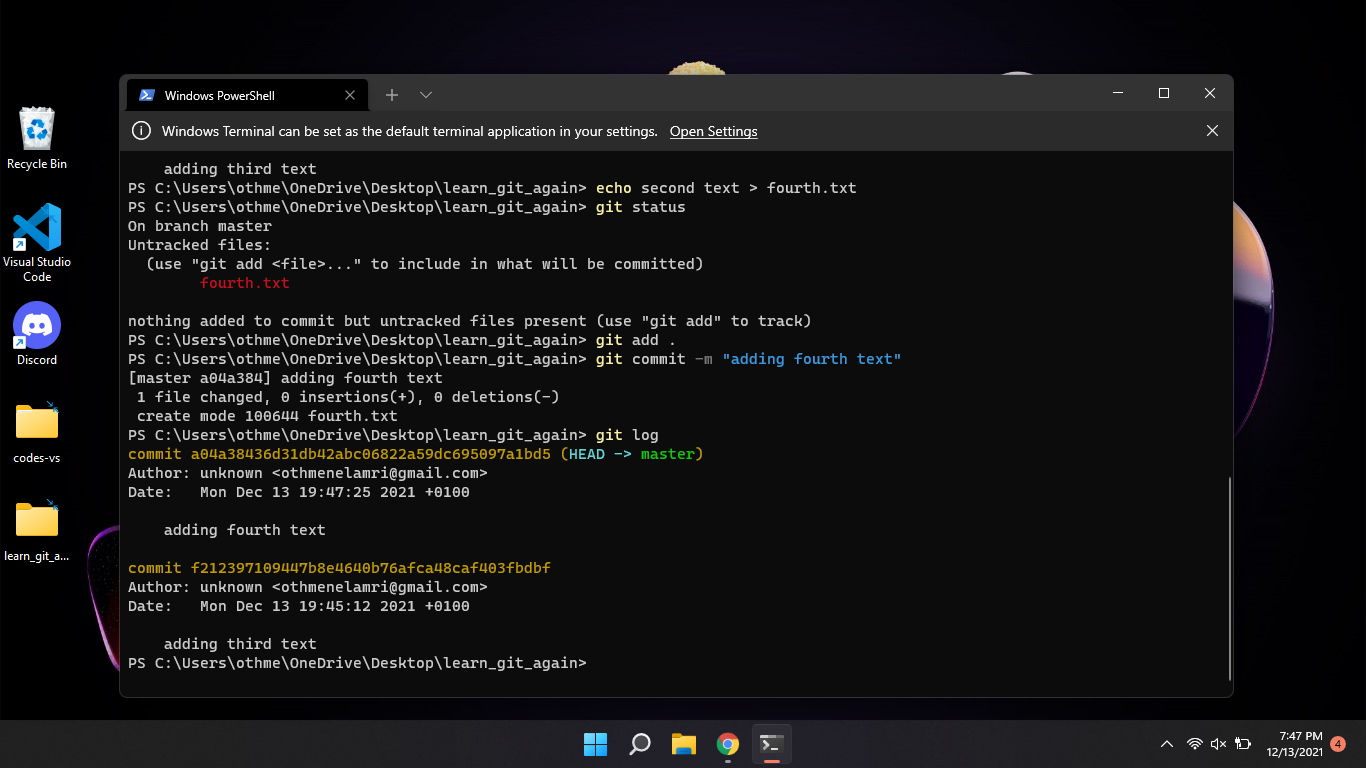 Recycle Bin
Visual Studio
Code
Discord
codes-vs
learn_git_a...
Windows PowerShell
Windows Terminal can be set as the default terminal application in your settings. Open Settings
adding third text
PS C:\Users\othme\OneDrive\Desktop\learn_git_again> echo second text > fourth.txt
PS C:\Users\othme\OneDrive\Desktop\learn_git_again> git status
On branch master
Untracked files:
(use "git add <file>..." to include in what will be committed)
fourth.txt
nothing added to commit but untracked files present (use "git add" to track)
PS C:\Users\othme\OneDrive\Desktop\learn_git_again> git add .
PS C:\Users\othme\OneDrive\Desktop\learn_git_again> git commit -m "adding fourth text"
[master a04a384] adding fourth text
1 file changed, 0 insertions(+), 0 deletions(-)
create mode 100644 fourth.txt
PS C:\Users\othme\OneDrive\Desktop\learn_git_again> git log
commit a04a38436d31db42abc06822a59dc695097a1bd5 (HEAD -> master)
Author: unknown <othmenelamri@gmail.com>
Date:   Mon Dec 13 19:47:25 2021 +0100
adding fourth text
commit f212397109447b8e4640b76afca48caf403fbdbf
Author: unknown <othmenelamri@gmail.com>
Date:   Mon Dec 13 19:45:12 2021 +0100
adding third text
PS C:\Users\othme\OneDrive\Desktop\learn_git_again>
7:47 PM
12/13/2021
4